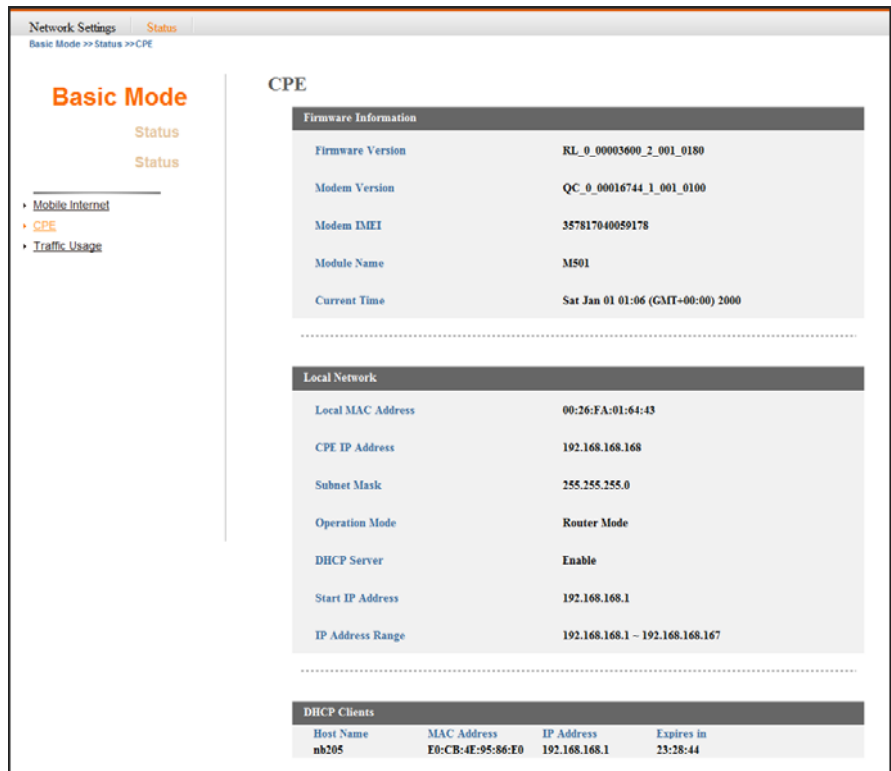 Network Settings Status
Basic Mode >> Status >>CPE
Basic Mode
Status
Status
Mobile Internet
CPE
Traffic Usage
CPE
Firmware Information
Firmware Version RL_0_00003600_2_001_0180
Modem Version QC_0_00016744_1_001_0100
Modem IMEI 357817040059178
Module Name M501
Current Time Sat Jan 01 01:06 (GMT+00:00) 2000
Local Network
Local MAC Address 00:26:FA:01:64:43
CPE IP Address 192.168.168.168
Subnet Mask 255.255.255.0
Operation Mode Router Mode
DHCP Server Enable
Start IP Address 192.168.168.1
IP Address Range 192.168.168.1 ~ 192.168.168.167
DHCP Clients
Host Name MAC Address IP Address Expires in
nb205 E0:CB:4E:95:86:E0 192.168.168.1 23:28:44